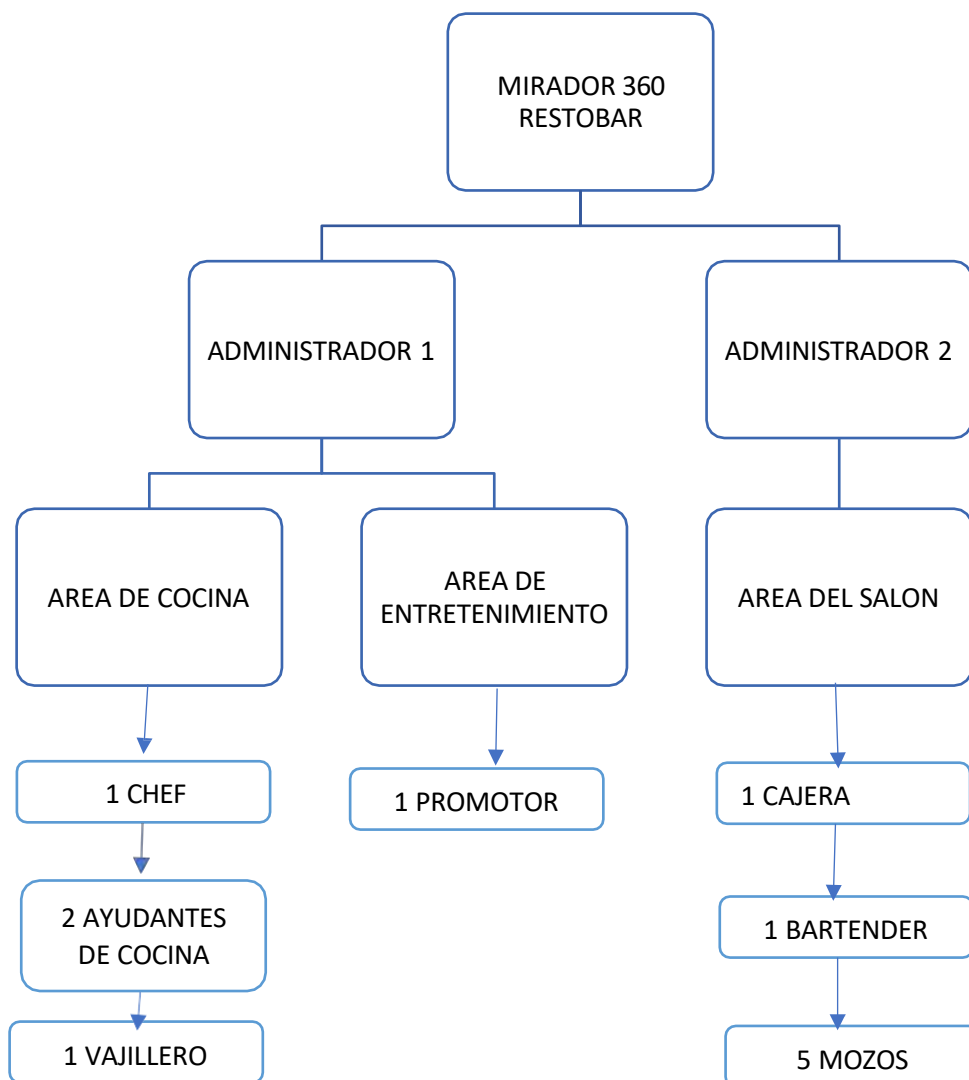 MIRADOR 360
RESTOBAR
ADMINISTRADOR 1
ADMINISTRADOR 2
AREA DE COCINA
AREA DE
ENTRETENIMIENTO
AREA DEL SALON
1 CHEF
1 PROMOTOR
1 CAJERA
2 AYUDANTES
DE COCINA
1 BARTENDER
1 VAJILLERO
5 MOZOS